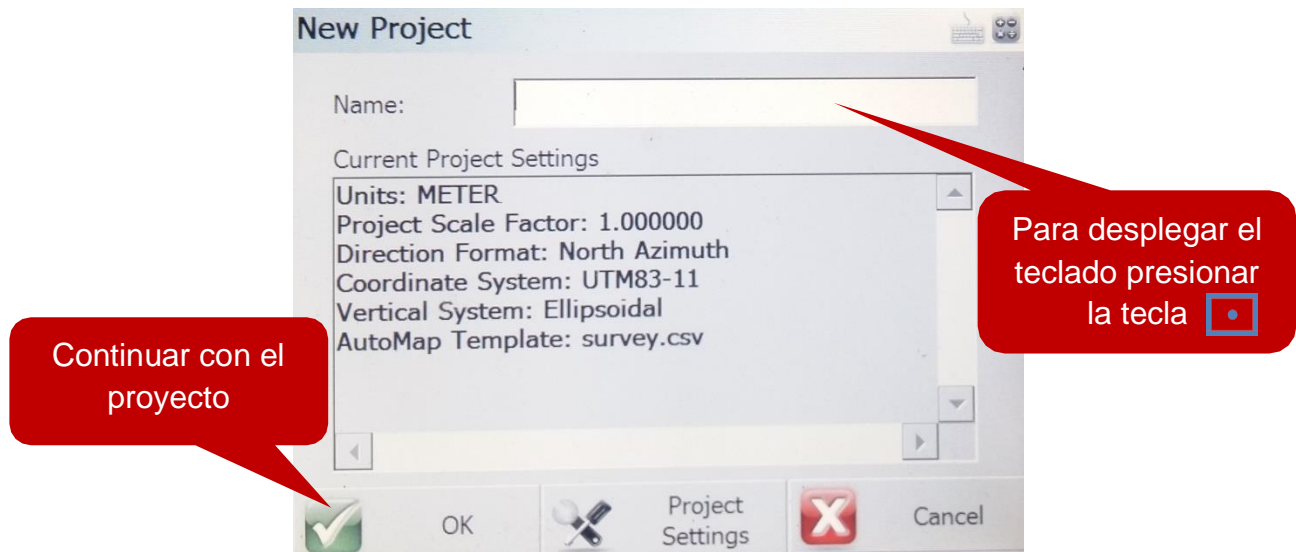 New Project
Name:
Current Project Settings
Units: METER
Project Scale Factor: 1.000000
Direction Format: North Azimuth
Coordinate System: UTM83-11
Vertical System: Ellipsoidal
AutoMap Template: survey.csv
Para desplegar el
teclado presionar
la tecla
Continuar con el
proyecto
OK
Project
Settings
Cancel